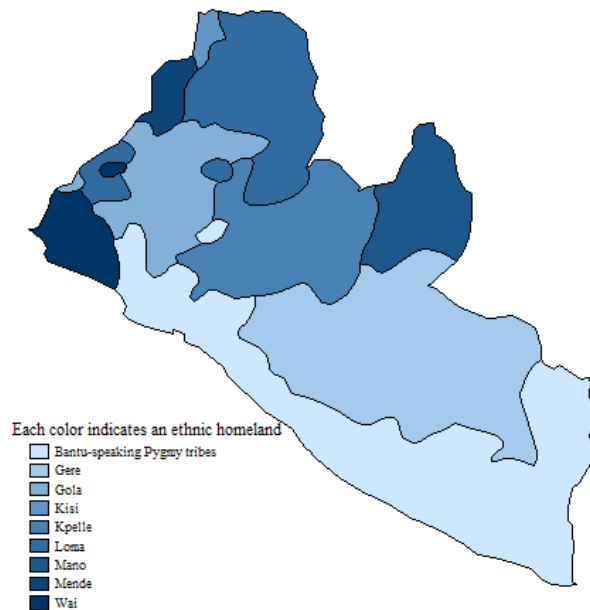 Each color indicates an ethnic homeland
Bantu-speaking Pygmy tribes
Gere
Gola
Kisi
Kpelle
Loma
Mano
Mende
Wai